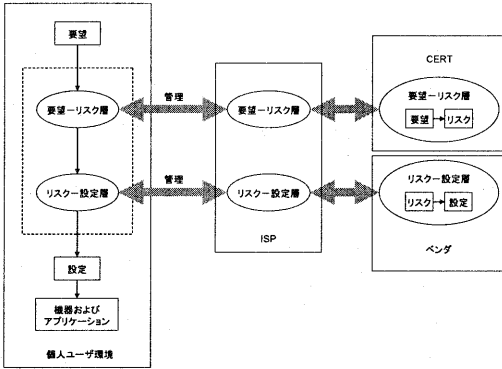 要望
要望ーリスク層
リスクー設定層
設定
機器および
アプリケーション
個人ユーザ環境
管理
管理
要望ーリスク層
リスクー設定層
ISP
CERT
要望ーリスク層
要望
リスク
リスクー設定層
リスク
設定
ベンダ